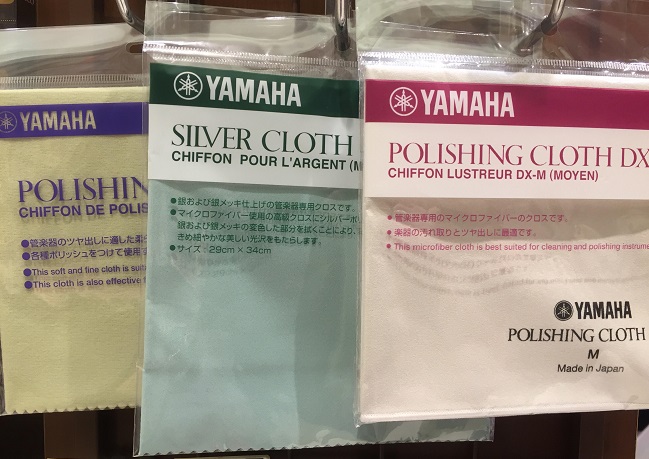 YAMAHA
POLISHIN
CHIFFON DE POLIS
●管楽器のツヤ出しに適した柔
●各種ポリッシュをつけて使用
●This soft and fine cloth is suit
●This cloth is also effective
YAMAHA
SILVER CLOTH
CHIFFON POUR L'ARGENT (M
●銀および銀メッキ仕上げの管楽器専用クロスです。
●マイクロファイバー使用の高級クロスにシルバーポ
銀および銀メッキの変色した部分を拭くことにより、
きめ細やかな美しい光沢をもたらします。
●サイズ：29cm×34cm
YAMAHA
POLISHING CLOTH DX
CHIFFON LUSTREUR DX-M (MOYEN)
●管楽器専用のマイクロファイバーのクロスです。
●楽器の汚れ取りとツヤ出しに最適です。
●This microfiber cloth is best suited for cleaning and polishing instrume
YAMAHA
POLISHING CLOTH
M
Made in Japan